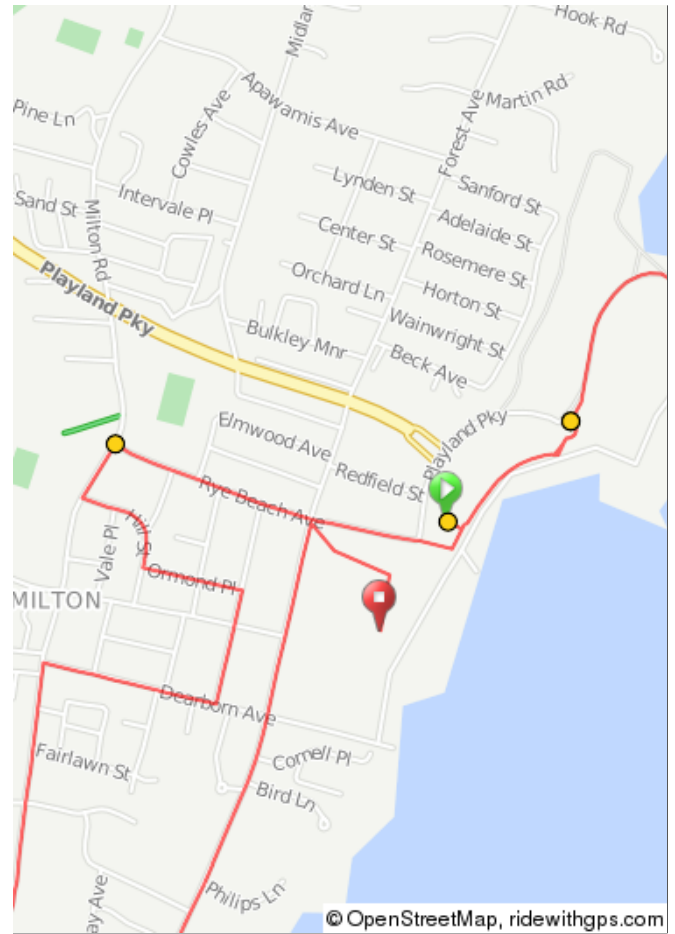 Hook Rd
Midlar
Apawamis Ave
Martin Rd
Pine Ln
Cowles Ave
Forest Ave
Lynden St
Sanford St
Intervale Pl
Sand St
Milton Rd
Adelaide St
Center St
Rosemere St
Orchard Ln
Horton St
Playland Pky
Wainwright St
Bulkley Mnr
Beck Ave
Elmwood Ave
Playland Pky
Redfield St
Rye Beach Ave
Hill St
Vale Pl
Ormond Pl
MILTON
Dearborn Ave
Fairlawn St
Cornell Pl
Bird Ln
Philips Ln
ay Ave
© OpenStreetMap, ridewithgps.com